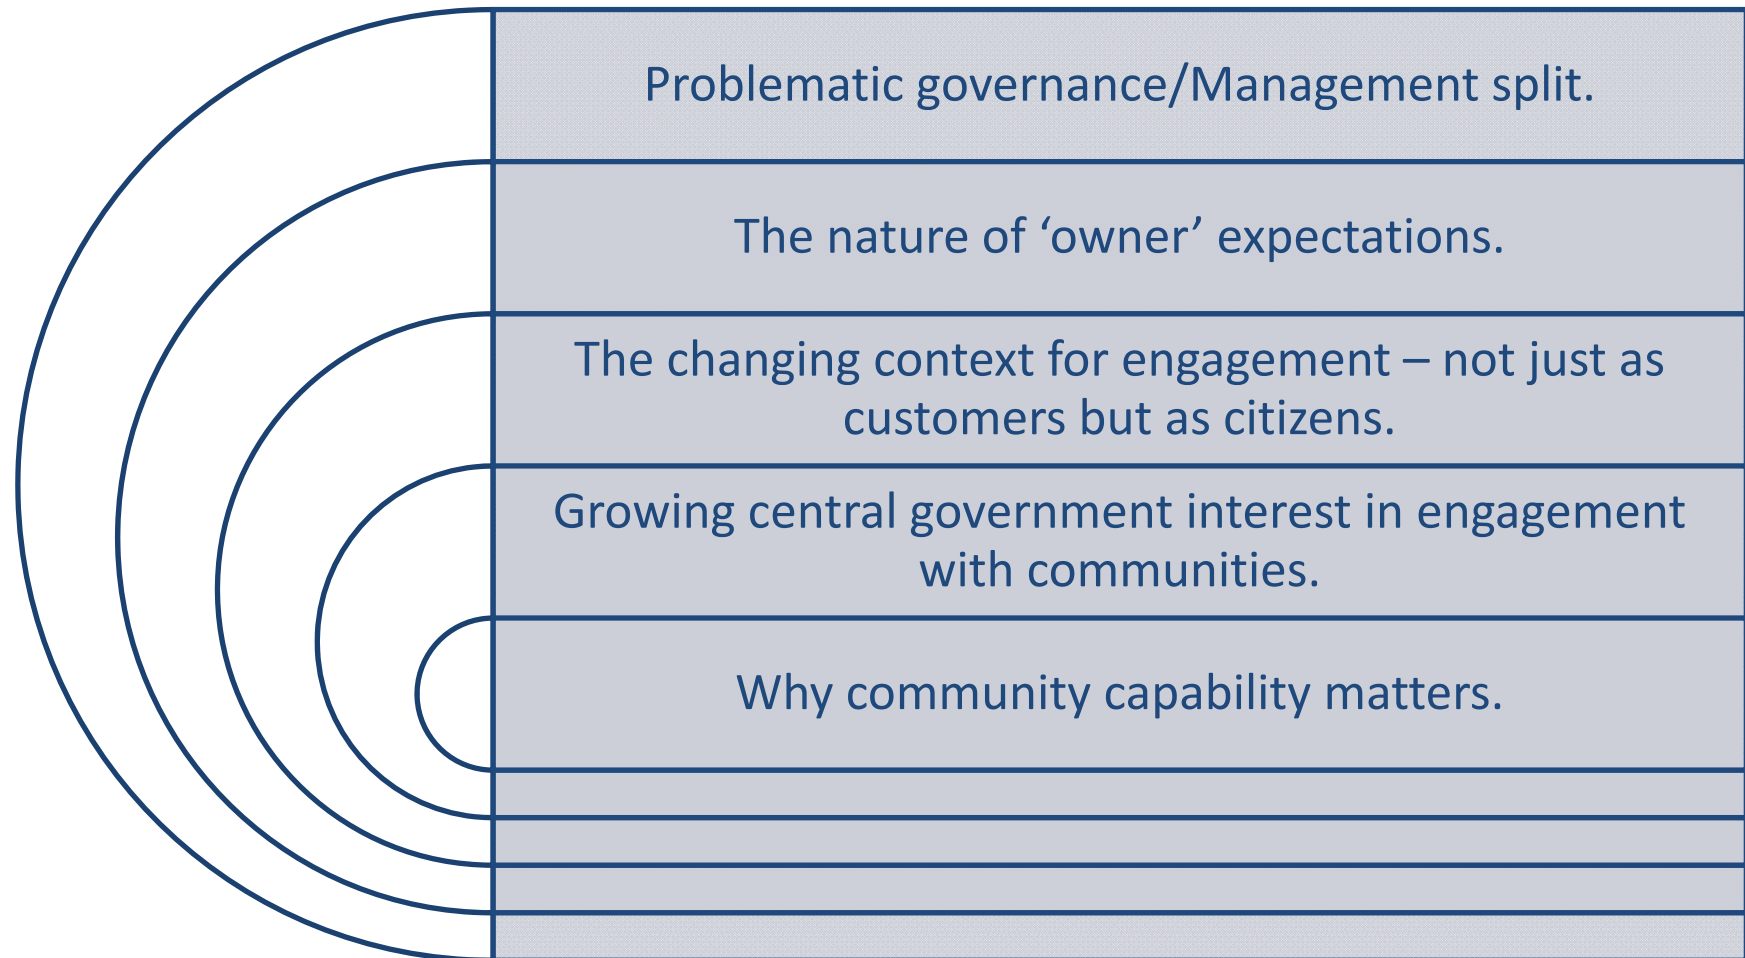 Problematic governance/Management split.
The nature of ‘owner’ expectations.
The changing context for engagement – not just as
customers but as citizens.
Growing central government interest in engagement
with communities.
Why community capability matters.